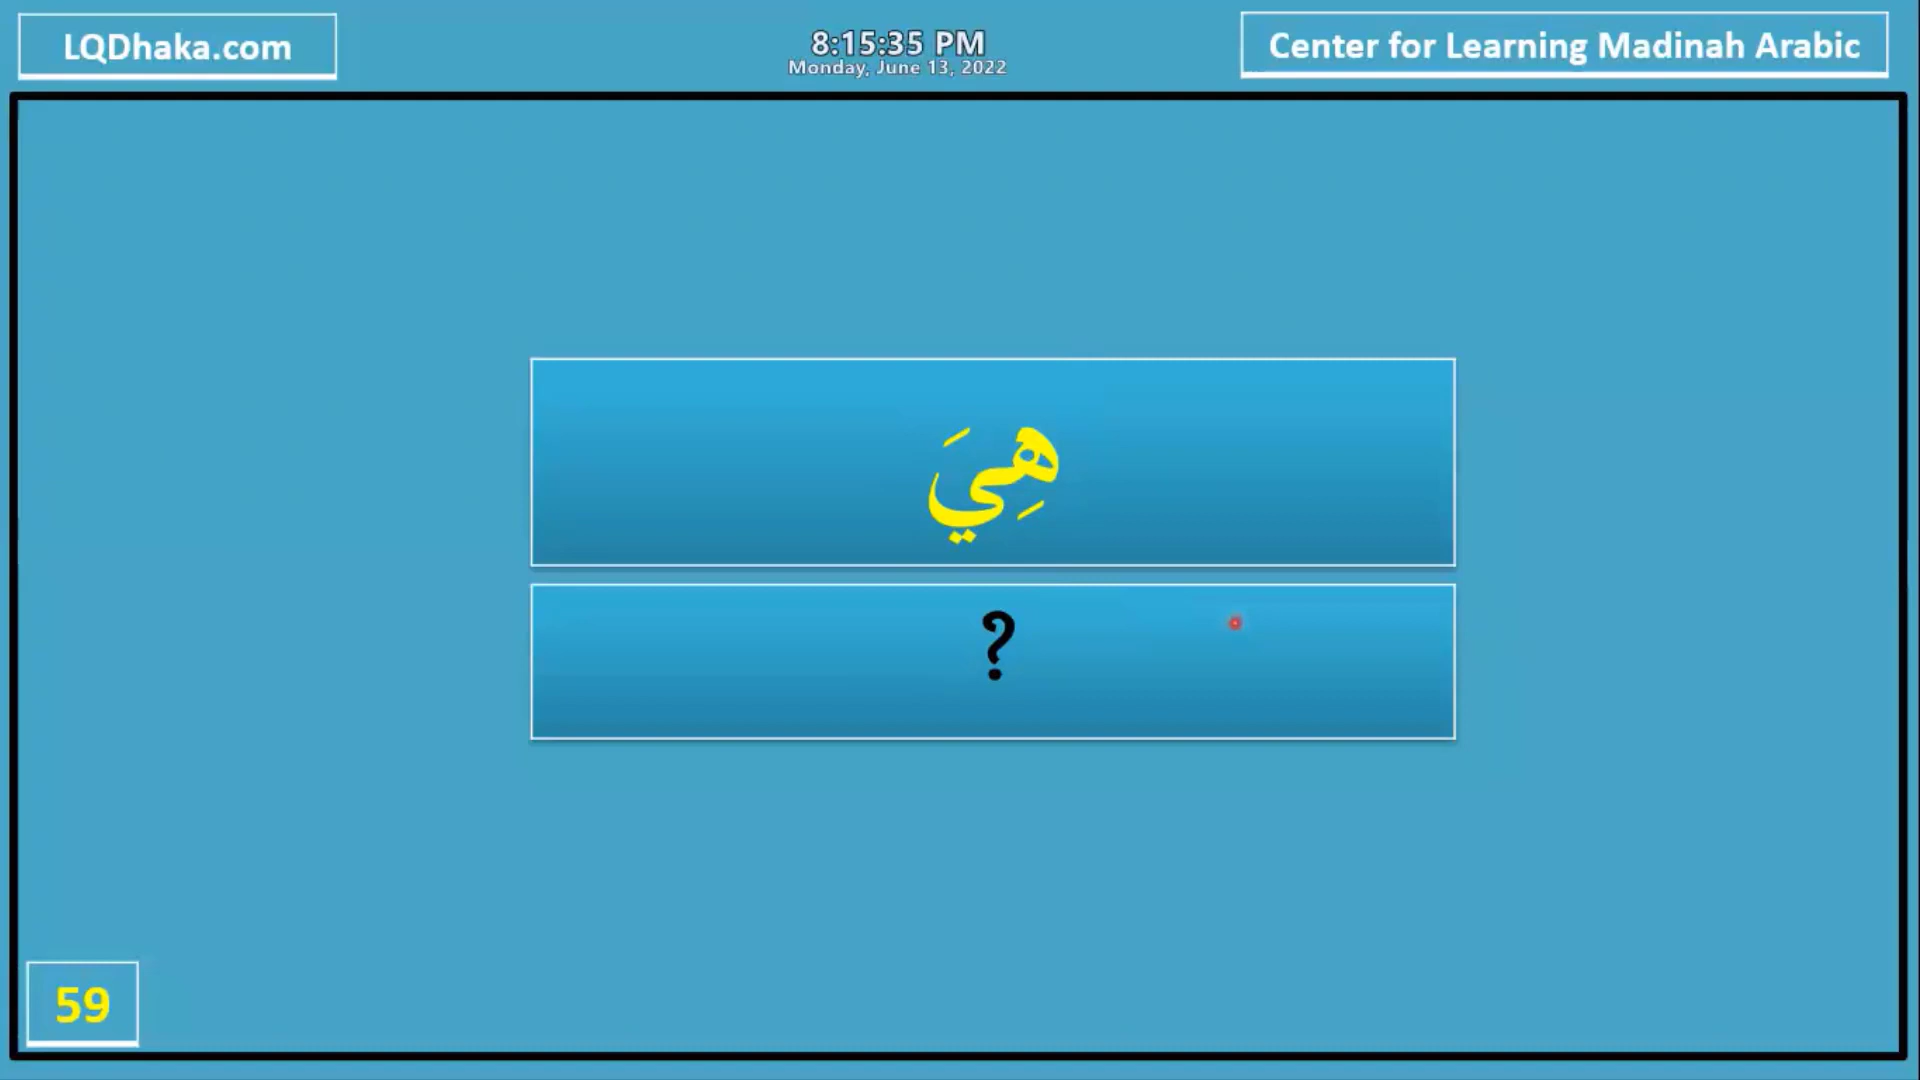 LQDhaka.com
8:15:35 PM
Monday, June 13, 2022
Center for Learning Madinah Arabic
هِيَ
?
59